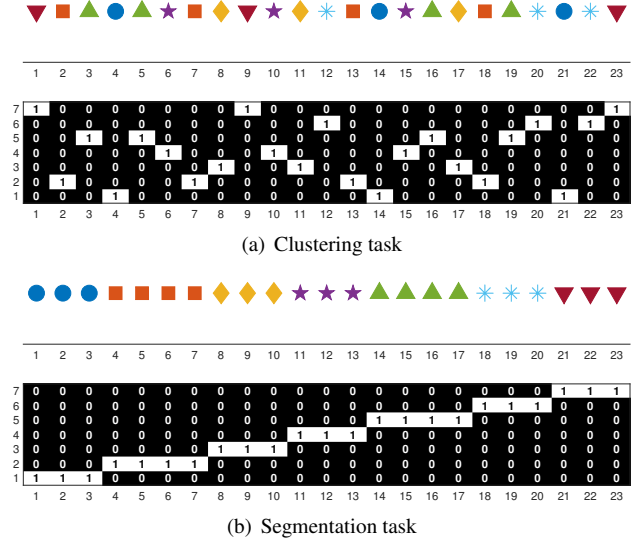 1 2 3 4 5 6 7 8 9 10 11 12 13 14 15 16 17 18 19 20 21 22 23
7 1 0 0 0 0 0 0 0 1 0 0 0 0 0 0 0 0 0 0 0 0 0 1
6 0 0 0 0 0 0 0 0 0 0 0 1 0 0 0 0 0 0 0 1 0 1 0
5 0 0 1 0 1 0 0 0 0 0 0 0 0 0 0 1 0 0 1 0 0 0 0
4 0 0 0 0 0 1 0 0 0 1 0 0 0 0 1 0 0 0 0 0 0 0 0
3 0 0 0 0 0 0 0 1 0 0 1 0 0 0 0 0 1 0 0 0 0 0 0
2 0 1 0 0 0 0 1 0 0 0 0 0 1 0 0 0 0 1 0 0 0 0 0
1 0 0 0 1 0 0 0 0 0 0 0 0 0 1 0 0 0 0 0 0 1 0 0
1 2 3 4 5 6 7 8 9 10 11 12 13 14 15 16 17 18 19 20 21 22 23
(a) Clustering task
1 2 3 4 5 6 7 8 9 10 11 12 13 14 15 16 17 18 19 20 21 22 23
7 0 0 0 0 0 0 0 0 0 0 0 0 0 0 0 0 0 0 0 0 1 1 1
6 0 0 0 0 0 0 0 0 0 0 0 0 0 0 0 0 0 1 1 1 0 0 0
5 0 0 0 0 0 0 0 0 0 0 0 0 0 1 1 1 1 0 0 0 0 0 0
4 0 0 0 0 0 0 0 0 0 0 1 1 1 0 0 0 0 0 0 0 0 0 0
3 0 0 0 0 0 0 0 1 1 1 0 0 0 0 0 0 0 0 0 0 0 0 0
2 0 0 0 1 1 1 1 0 0 0 0 0 0 0 0 0 0 0 0 0 0 0 0
1 1 1 1 0 0 0 0 0 0 0 0 0 0 0 0 0 0 0 0 0 0 0 0
1 2 3 4 5 6 7 8 9 10 11 12 13 14 15 16 17 18 19 20 21 22 23
(b) Segmentation task